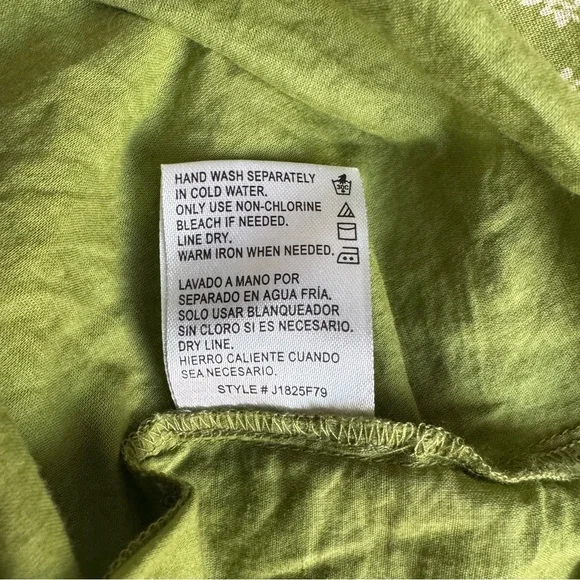 HAND WASH SEPARATELY
IN COLD WATER.
ONLY USE NON-CHLORINE
BLEACH IF NEEDED.
LINE DRY.
WARM IRON WHEN NEEDED.
30C
LAVADO A MANO POR
SEPARADO EN AGUA FRÍA.
SOLO USAR BLANQUEADOR
SIN CLORO SI ES NECESARIO.
DRY LINE.
HIERRO CALIENTE CUANDO
SEA NECESARIO.
STYLE # J1825F79